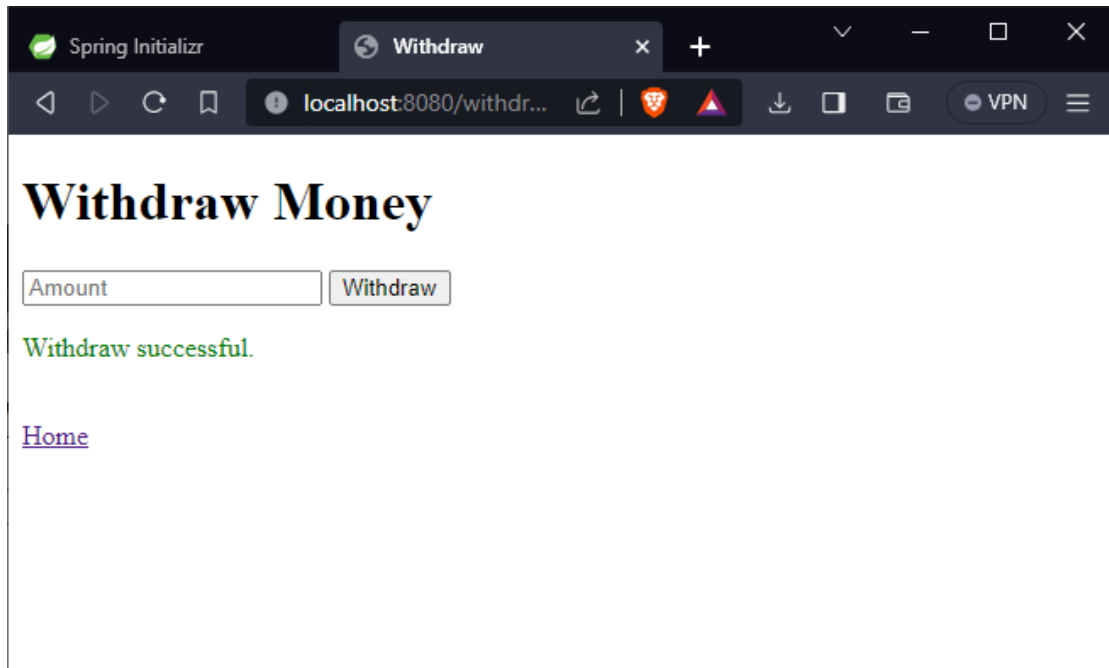 Spring Initializr
Withdraw
localhost:8080/withdr...
VPN
Withdraw Money
Amount
Withdraw
Withdraw successful.
Home